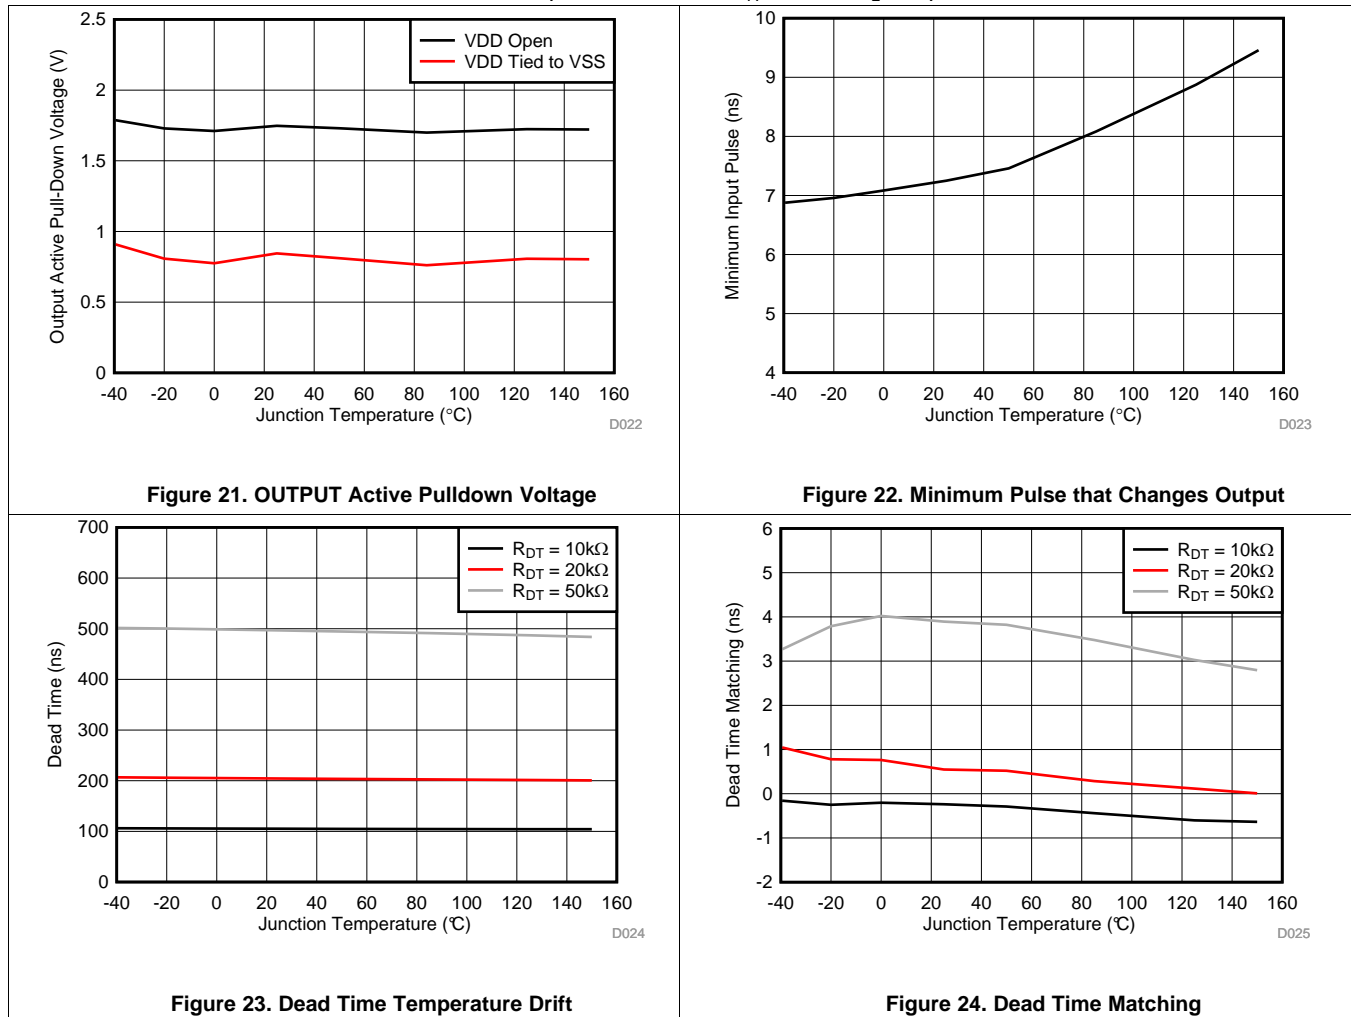 2.5
2
1.5
1
0.5
0
Output Active Pull-Down Voltage (V)
VDD Open
VDD Tied to VSS
-40 -20 0 20 40 60 80 100 120 140 160
Junction Temperature (°C)
D022
Figure 21. OUTPUT Active Pulldown Voltage
10
9
8
7
6
5
4
Minimum Input Pulse (ns)
-40 -20 0 20 40 60 80 100 120 140 160
Junction Temperature (°C)
D023
Figure 22. Minimum Pulse that Changes Output
700
600
500
400
300
200
100
0
Dead Time (ns)
RDT = 10kΩ
RDT = 20kΩ
RDT = 50kΩ
-40 -20 0 20 40 60 80 100 120 140 160
Junction Temperature (°C)
D024
Figure 23. Dead Time Temperature Drift
6
5
4
3
2
1
0
-1
-2
Dead Time Matching (ns)
RDT = 10kΩ
RDT = 20kΩ
RDT = 50kΩ
-40 -20 0 20 40 60 80 100 120 140 160
Junction Temperature (°C)
D025
Figure 24. Dead Time Matching